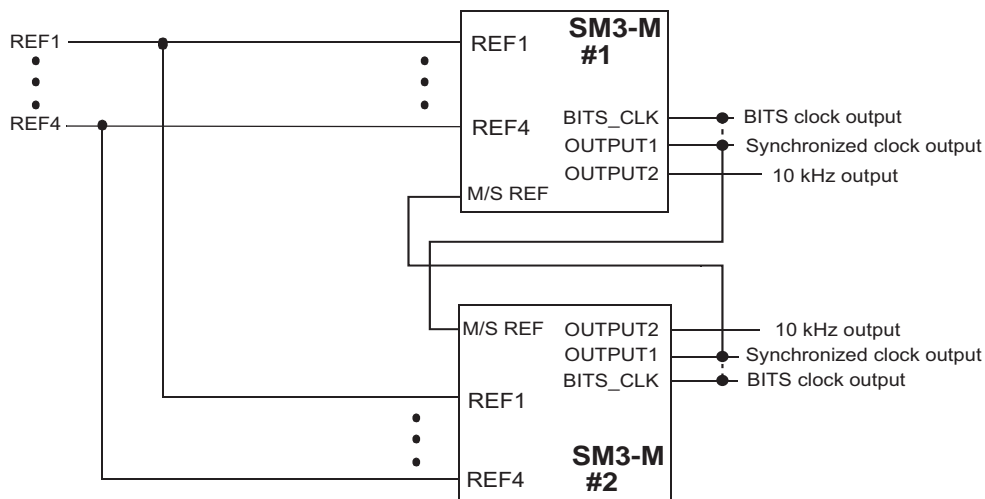 REF1
REF4
REF1
SM3-M
#1
REF4
BITS_CLK
OUTPUT1
OUTPUT2
M/S REF
BITS clock output
Synchronized clock output
10 kHz output
M/S REF
OUTPUT2
OUTPUT1
BITS_CLK
10 kHz output
Synchronized clock output
BITS clock output
REF1
REF4
SM3-M
#2